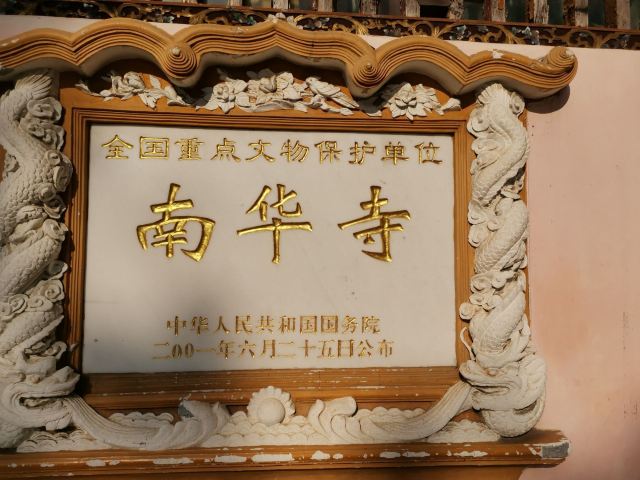 全国重点文物保护单位
南华寺
中华人民共和国国务院
二00一年六月二十五日公布